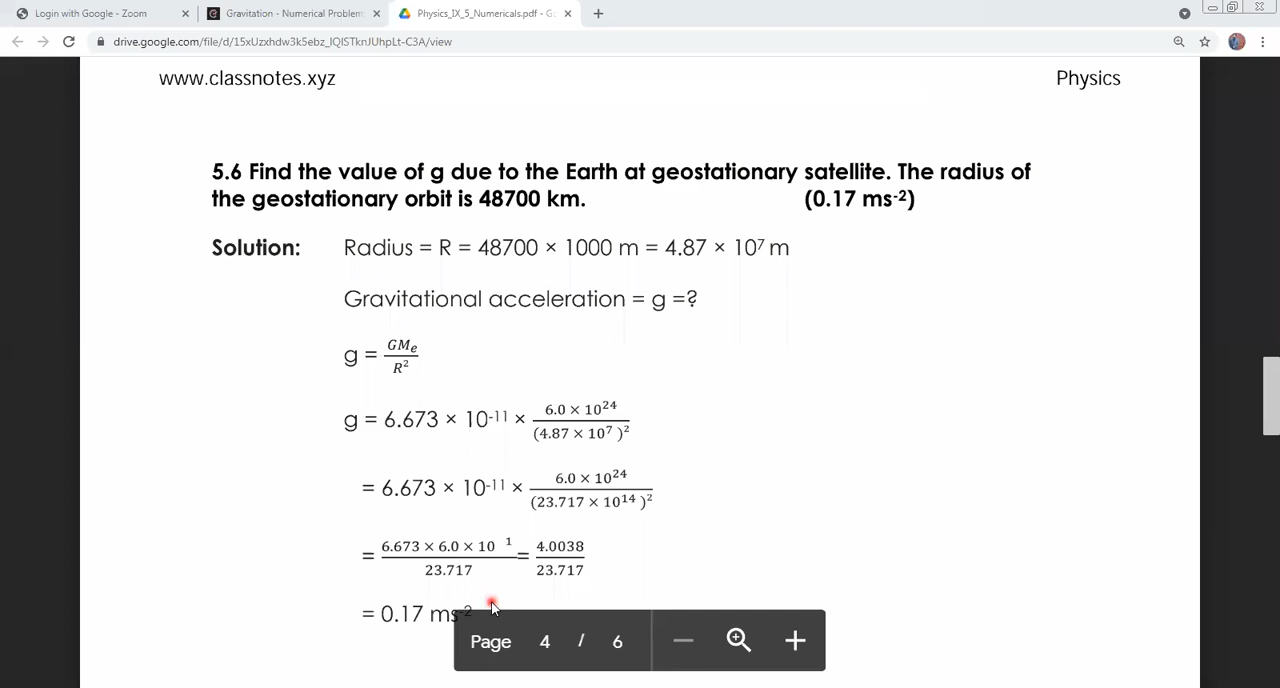 Login with Google - Zoom
Gravitation - Numerical Problem
Physics_IX_5_Numericals.pdf - G
drive.google.com/file/d/15xUzxhdw3k5ebz_IQISTknJUhpLt-C3A/view
www.classnotes.xyz Physics
5.6 Find the value of g due to the Earth at geostationary satellite. The radius of
the geostationary orbit is 48700 km. (0.17 ms⁻²)
Solution: Radius = R = 48700 × 1000 m = 4.87 × 10⁷ m
Gravitational acceleration = g =?
g = GMₑ / R²
g = 6.673 × 10⁻¹¹ × 6.0 × 10²⁴ / (4.87 × 10⁷ )²
= 6.673 × 10⁻¹¹ × 6.0 × 10²⁴ / (23.717 × 10¹⁴ )²
= 6.673 × 6.0 × 10 ¹ / 23.717 = 4.0038 / 23.717
= 0.17 ms⁻²
Page 4 / 6